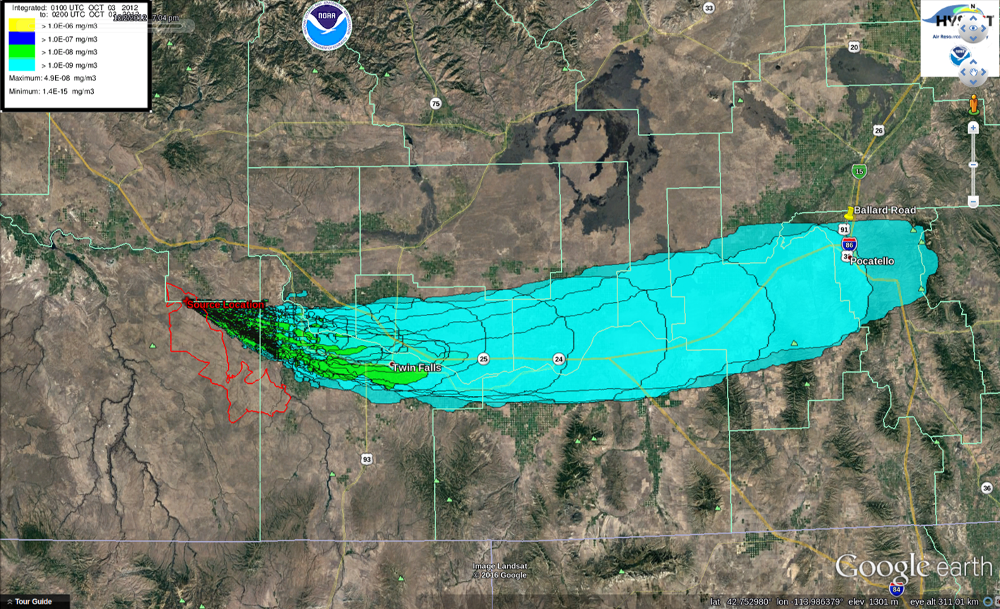 Integrated: 0100 UTC OCT 03 2012
to: 0200 UTC OCT 03 2012
10/2/2012 7:04 pm
> 1.0E-06 mg/m3
> 1.0E-07 mg/m3
> 1.0E-08 mg/m3
> 1.0E-09 mg/m3
Maximum: 4.9E-08 mg/m3
Minimum: 1.4E-15 mg/m3
NOAA
33
N
Air
NOAA
20
75
26
15
Ballard Road
91
86
Pocatello
Source Location
25
24
Twin Falls
93
36
Image Landsat
© 2016 Google
Google earth
84
Tour Guide
lat 42.752980° lon -113.986379° elev 1301 m eye alt 311.01 km